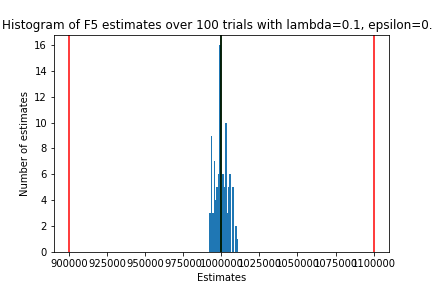 Histogram of F5 estimates over 100 trials with lambda=0.1, epsilon=0.
Number of estimates
16
14
12
10
8
6
4
2
0
900000 925000 950000 975000 1000000 1025000 1050000 1075000 1100000
Estimates